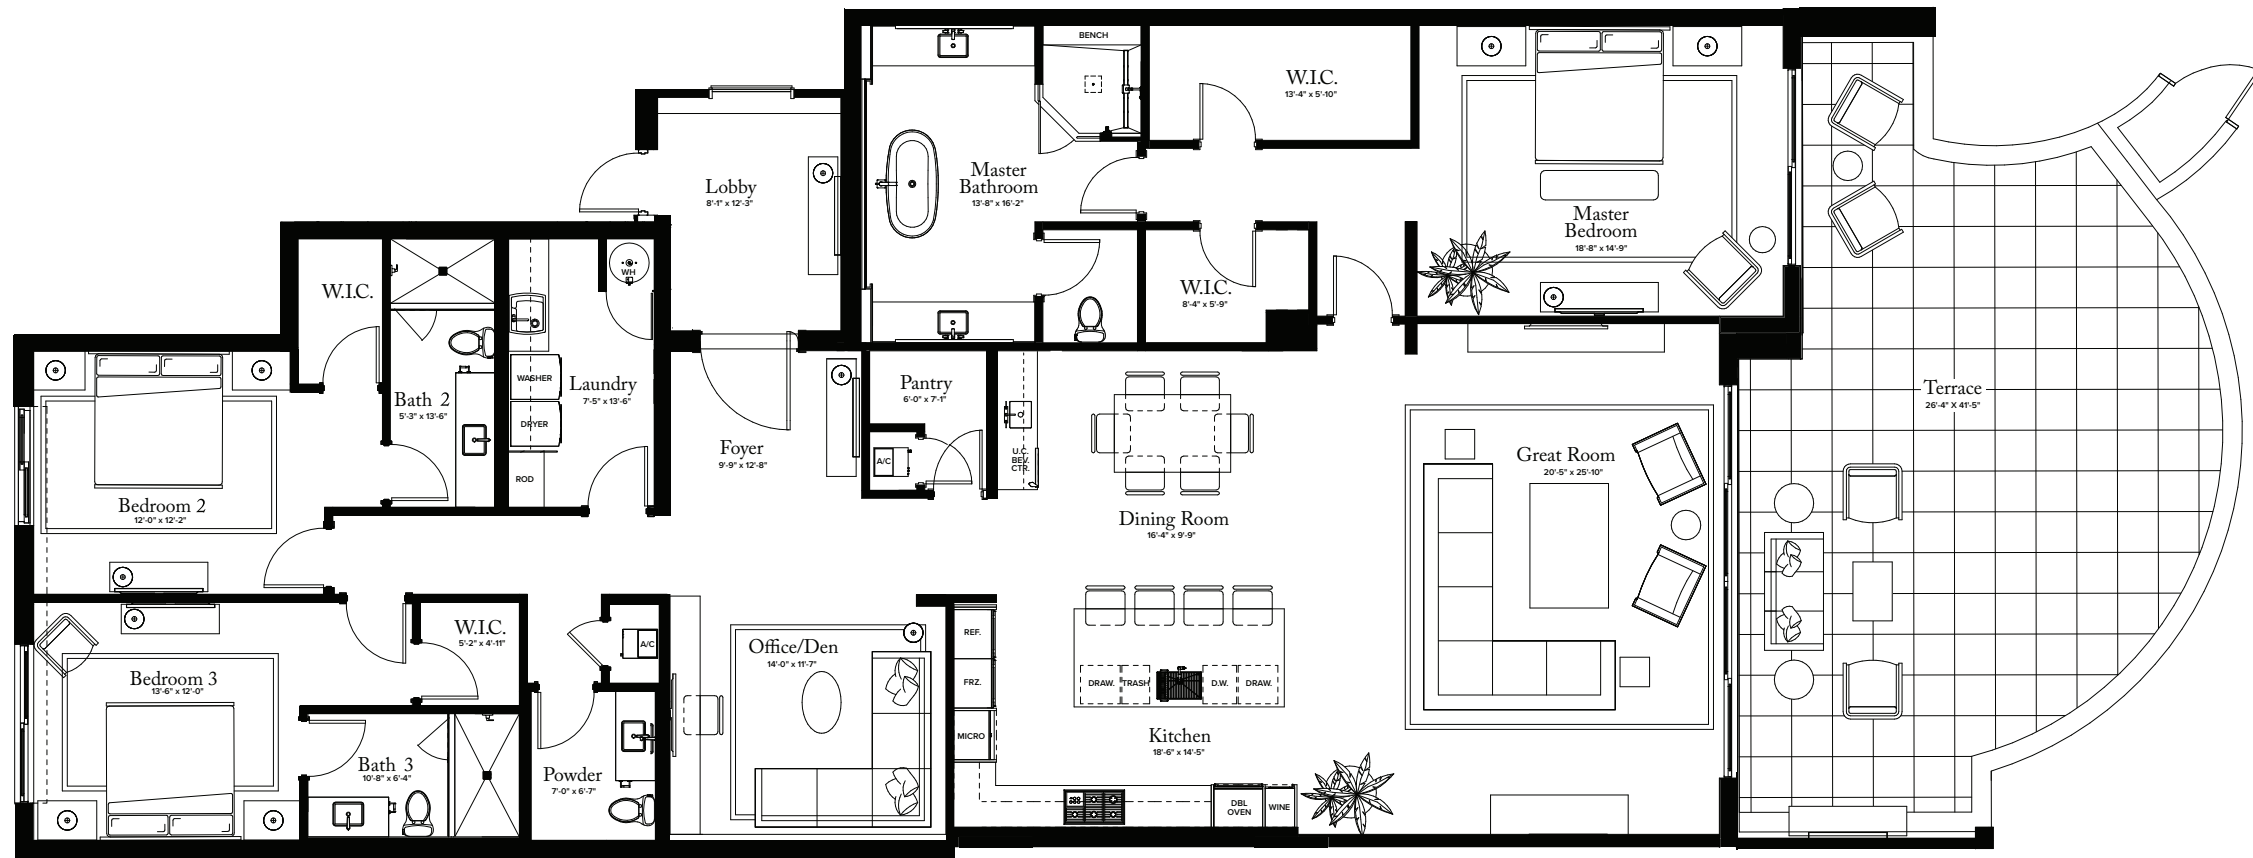 BENCH
W.I.C.
13'-4" x 5'-10"
Lobby
8'-1" x 12'-3"
Master
Bathroom
13'-8" x 16'-2"
Master
Bedroom
18'-8" x 14'-9"
W.I.C.
WH
W.I.C.
8'-4" x 5'-9"
Terrace
26'-4" X 41'-5"
WASHER
Laundry
7'-5" x 13'-6"
DRYER
ROD
Bath 2
5'-3" x 13'-6"
Pantry
6'-0" x 7'-1"
A/C
U.C.
BEV.
CTR.
Foyer
9'-9" x 12'-8"
Great Room
20'-5" x 25'-10"
Bedroom 2
12'-0" x 12'-2"
Dining Room
16'-4" x 9'-9"
W.I.C.
5'-2" x 4'-11"
A/C
Office/Den
14'-0" x 11'-7"
REF.
FRZ.
MICRO
DRAW.
TRASH
D.W.
DRAW.
Bedroom 3
13'-6" x 12'-0"
Kitchen
18'-6" x 14'-5"
Bath 3
10'-8" x 6'-4"
Powder
7'-0" x 6'-7"
DBL
OVEN
WINE